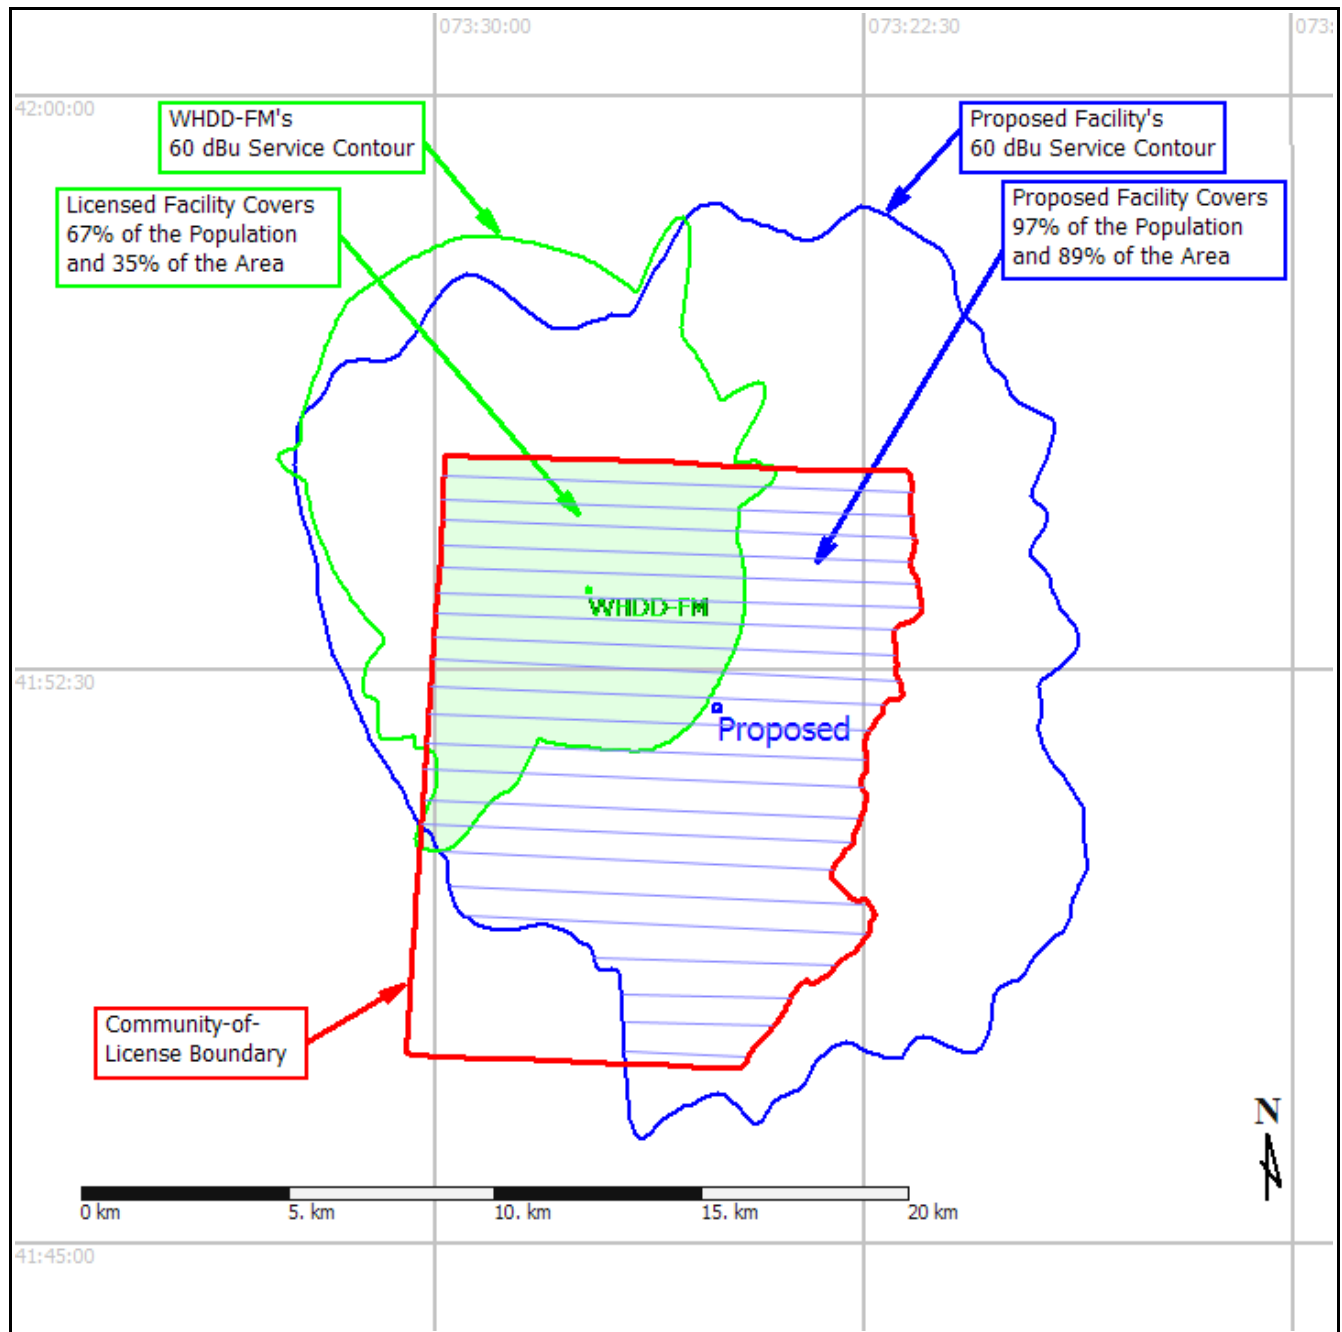 073:30:00
073:22:30
073:
42:00:00
WHDD-FM's
60 dBu Service Contour
Proposed Facility's
60 dBu Service Contour
Licensed Facility Covers
67% of the Population
and 35% of the Area
Proposed Facility Covers
97% of the Population
and 89% of the Area
WHDD-FM
41:52:30
Proposed
Community-of-
License Boundary
N
0 km
5. km
10. km
15. km
20 km
41:45:00